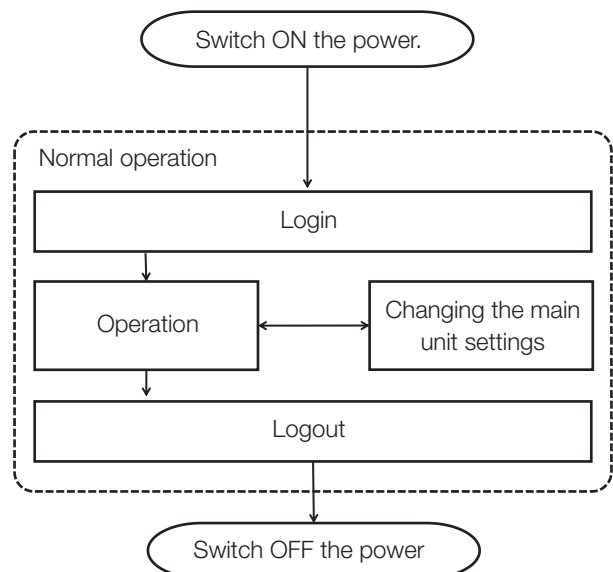 Switch ON the power.
Normal operation
Login
Operation
Changing the main
unit settings
Logout
Switch OFF the power